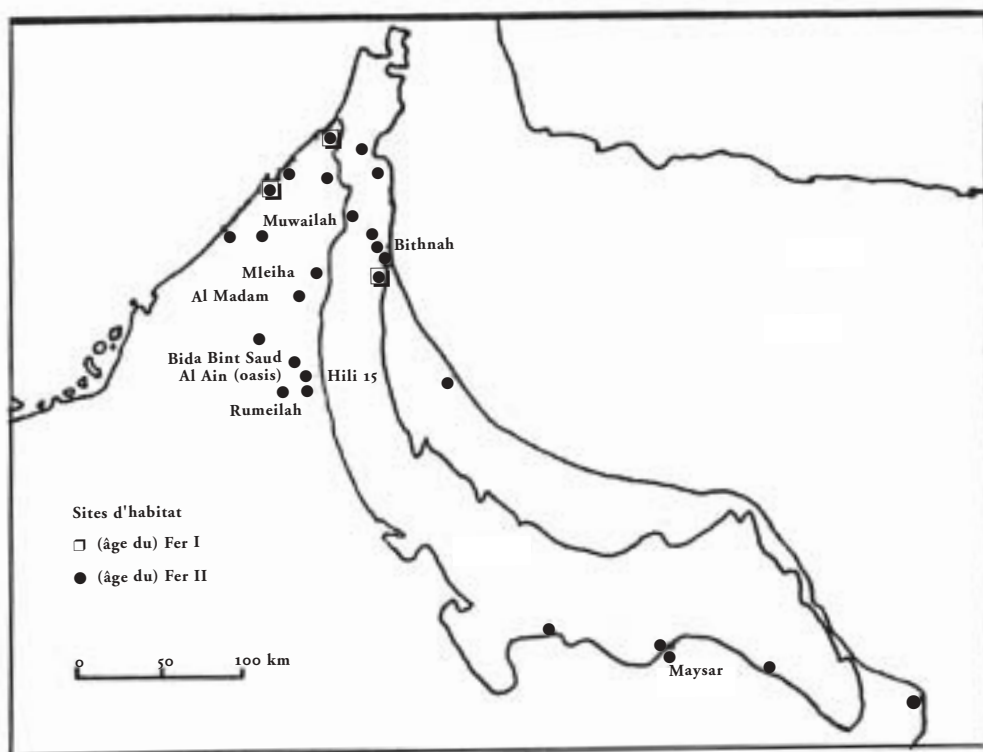 Muwailah
Bithnah
Mleiha
Al Madam
Bida Bint Saud
Al Ain (oasis)
Hili 15
Rumeilah
Sites d'habitat
(âge du) Fer I
(âge du) Fer II
0 50 100 km
Maysar